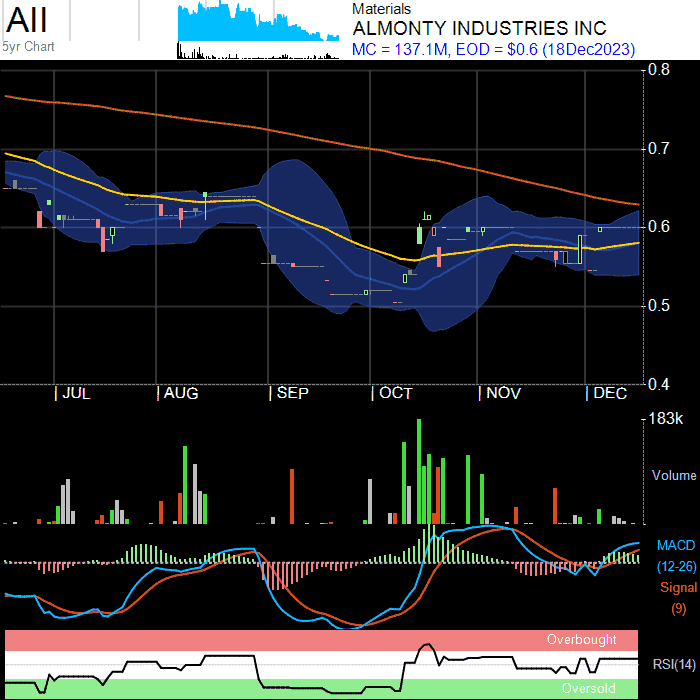 AII
5yr Chart
Materials
ALMONTY INDUSTRIES INC
MC = 137.1M, EOD = $0.6 (18Dec2023)
0.8
0.7
0.6
0.5
0.4
| JUL | AUG | SEP | OCT | NOV | DEC
183k
Volume
MACD
(12-26)
Signal
(9)
Overbought
RSI(14)
Oversold